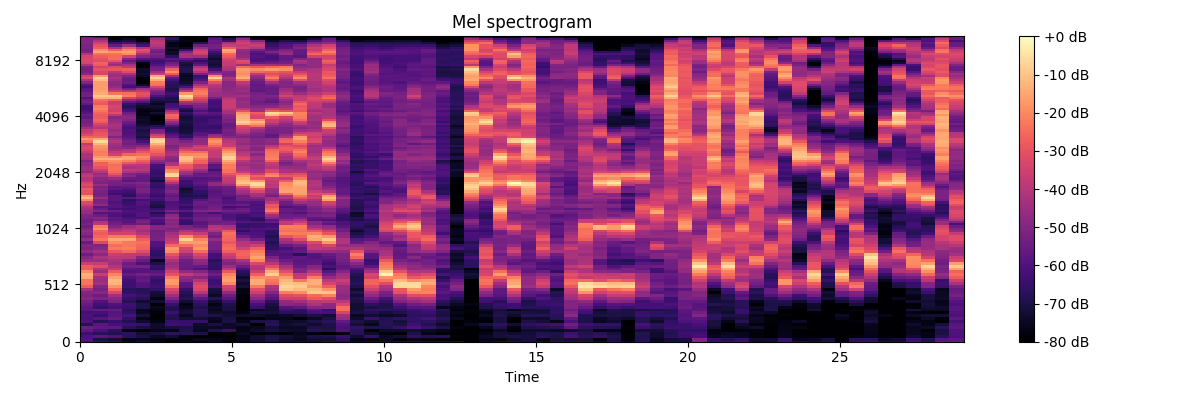 Mel spectrogram
+0 dB
8192
-10 dB
4096
-20 dB
-30 dB
2048
-40 dB
Hz
1024
-50 dB
-60 dB
512
-70 dB
0
-80 dB
0 5 10 15 20 25
Time